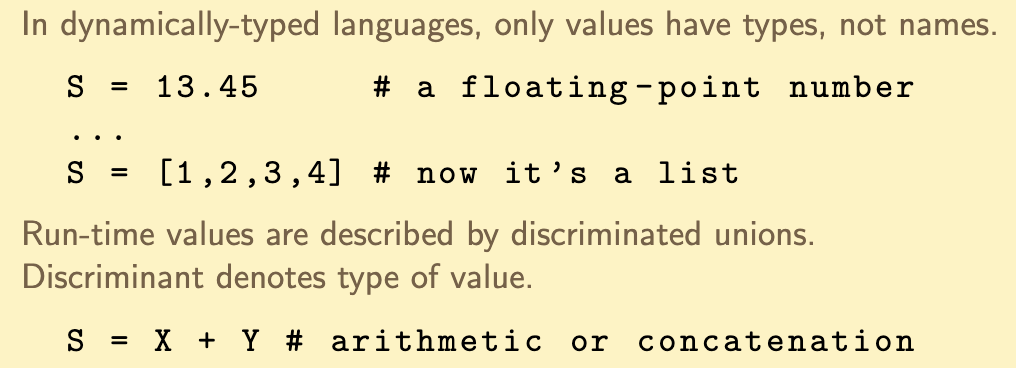 In dynamically-typed languages, only values have types, not names.
S = 13.45 # a floating-point number
...
S = [1,2,3,4] # now it's a list
Run-time values are described by discriminated unions.
Discriminant denotes type of value.
S = X + Y # arithmetic or concatenation